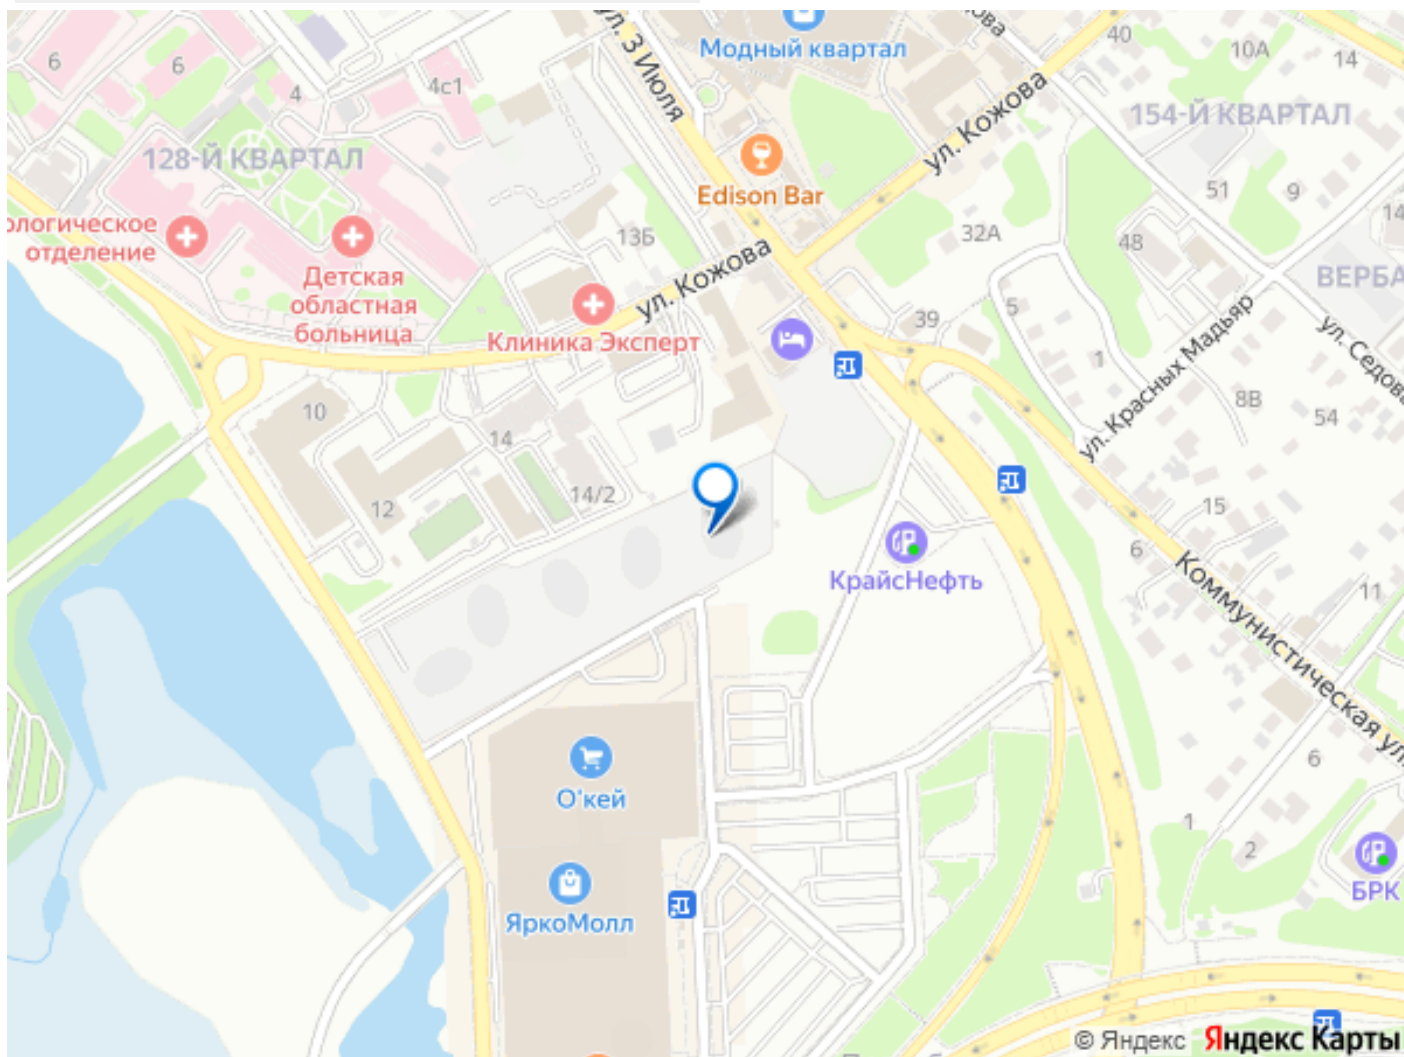 ул. 3 Июля
Модный квартал
40
10А
14
6
6
4
4с1
154-Й КВАРТАЛ
ул. Кожова
128-Й КВАРТАЛ
Edison Bar
51
9
14
ологическое
отделение
13Б
32А
48
Детская
областная
больница
ул. Кожова
ВЕРБА
Клиника Эксперт
39
5
1
ул. Красных Мадьяр
ул. Седова
8В
54
10
14
12
14/2
15
6
КрайсНефть
11
Коммунистическая ул.
6
О'кей
1
2
ЯркоМолл
БРК
© Яндекс Яндекс Карты